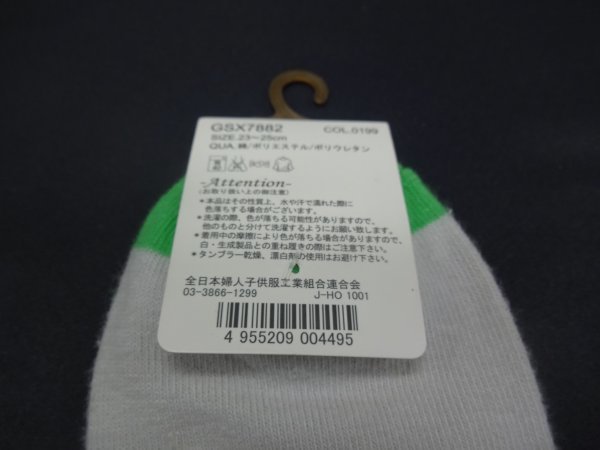 GSX7882 COL.0199
SIZE.23~25cm
QUA. 綿/ポリエステル/ポリウレタン
-Attention-
(お取り扱い上の御注意)
*本品はその性質上、水や汗で濡れた際に
色落ちする場合がございます。
*洗濯の際、色が落ちる可能性がありますので、
他のものと分けて洗濯するようにお願い致します。
*着用中の摩擦により色が落ちる場合がありますので、
白・生成製品との重ね履きの際はご注意下さい。
*タンブラー乾燥、漂白剤の使用はお避け下さい。
全日本婦人子供服工業組合連合会
03-3866-1299 J-HO 1001
4 955209 004495